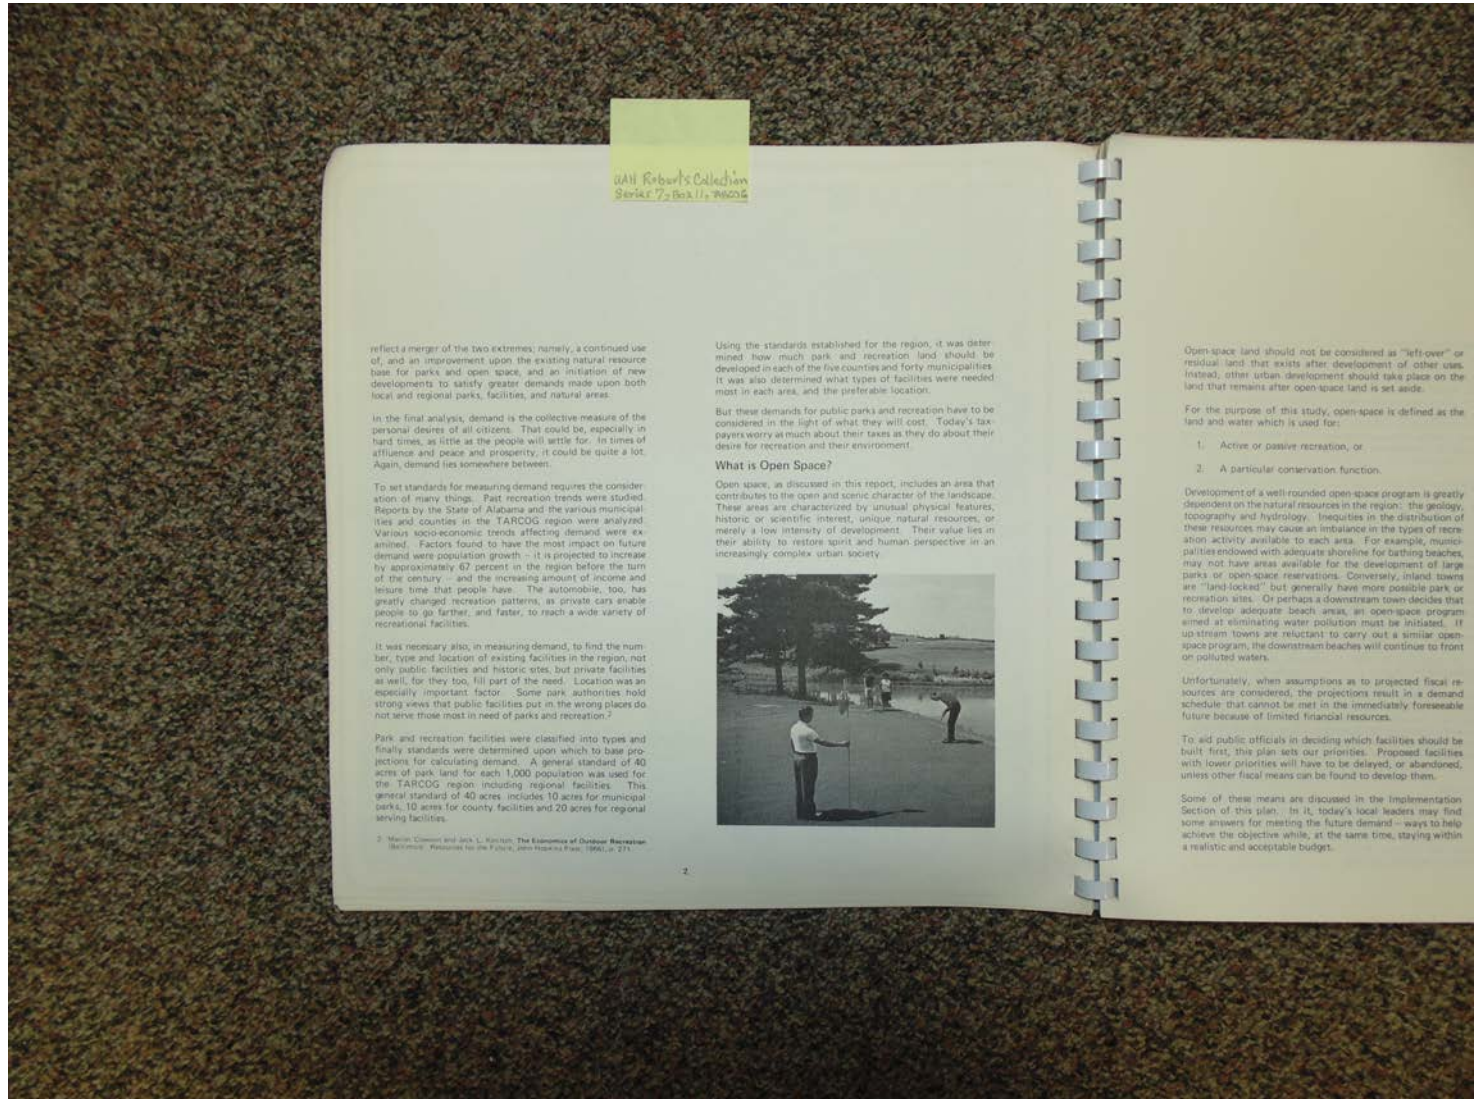 UAH Roberts Collection
Series 7, Box 11, TARCOG
reflect a merger of the two extremes; namely, a continued use
of, and an improvement upon the existing natural resource
base for parks and open space, and an initiation of new
developments to satisfy greater demands made upon both
local and regional parks, facilities, and natural areas.
In the final analysis, demand is the collective measure of the
personal desires of all citizens. That could be, especially in
hard times, as little as the people will settle for. In times of
affluence and peace and prosperity, it could be quite a lot.
Again, demand lies somewhere between.
To set standards for measuring demand requires the consider-
ation of many things. Past recreation trends were studied.
Reports by the State of Alabama and the various municipal-
ities and counties in the TARCOG region were analyzed.
Various socio-economic trends affecting demand were ex-
amined. Factors found to have the most impact on future
demand were population growth – it is projected to increase
by approximately 67 percent in the region before the turn
of the century – and the increasing amount of income and
leisure time that people have. The automobile, too, has
greatly changed recreation patterns, as private cars enable
people to go farther, and faster, to reach a wide variety of
recreational facilities.
It was necessary also, in measuring demand, to find the num-
ber, type and location of existing facilities in the region, not
only public facilities and historic sites, but private facilities
as well, for they too, fill part of the need. Location was an
especially important factor. Some park authorities hold
strong views that public facilities put in the wrong places do
not serve those most in need of parks and recreation.2
Park and recreation facilities were classified into types and
finally standards were determined upon which to base pro-
jections for calculating demand. A general standard of 40
acres of park land for each 1,000 population was used for
the TARCOG region including regional facilities. This
general standard of 40 acres includes 10 acres for municipal
parks, 10 acres for county facilities and 20 acres for regional
serving facilities.
2. Marion Clawson and Jack L. Knetsch, The Economics of Outdoor Recreation
(Baltimore: Resources for the Future, John Hopkins Press, 1966), p. 271.
Using the standards established for the region, it was deter-
mined how much park and recreation land should be
developed in each of the five counties and forty municipalities.
It was also determined what types of facilities were needed
most in each area, and the preferable location.
But these demands for public parks and recreation have to be
considered in the light of what they will cost. Today's tax-
payers worry as much about their taxes as they do about their
desire for recreation and their environment.
What is Open Space?
Open space, as discussed in this report, includes an area that
contributes to the open and scenic character of the landscape.
These areas are characterized by unusual physical features,
historic or scientific interest, unique natural resources, or
merely a low intensity of development. Their value lies in
their ability to restore spirit and human perspective in an
increasingly complex urban society.
2
Open-space land should not be considered as "left-over" or
residual land that exists after development of other uses.
Instead, other urban development should take place on the
land that remains after open-space land is set aside.
For the purpose of this study, open-space is defined as the
land and water which is used for:
1. Active or passive recreation, or
2. A particular conservation function.
Development of a well-rounded open-space program is greatly
dependent on the natural resources in the region: the geology,
topography and hydrology. Inequities in the distribution of
these resources may cause an imbalance in the types of recre-
ation activity available to each area. For example, munici-
palities endowed with adequate shoreline for bathing beaches,
may not have areas available for the development of large
parks or open-space reservations. Conversely, inland towns
are "land-locked" but generally have more possible park or
recreation sites. Or perhaps a downstream town decides that
to develop adequate beach areas, an open-space program
aimed at eliminating water pollution must be initiated. If
up-stream towns are reluctant to carry out a similar open-
space program, the downstream beaches will continue to front
on polluted waters.
Unfortunately, when assumptions as to projected fiscal re-
sources are considered, the projections result in a demand
schedule that cannot be met in the immediately foreseeable
future because of limited financial resources.
To aid public officials in deciding which facilities should be
built first, this plan sets our priorities. Proposed facilities
with lower priorities will have to be delayed, or abandoned,
unless other fiscal means can be found to develop them.
Some of these means are discussed in the Implementation
Section of this plan. In it, today's local leaders may find
some answers for meeting the future demand – ways to help
achieve the objective while, at the same time, staying within
a realistic and acceptable budget.